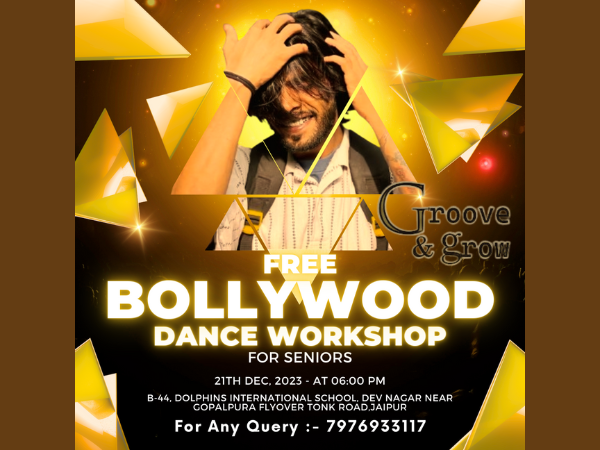 Groove
& grow
FREE
BOLLYWOOD
DANCE WORKSHOP
FOR SENIORS
21TH DEC, 2023 - AT 06:00 PM
B-44, DOLPHINS INTERNATIONAL SCHOOL, DEV NAGAR NEAR
GOPALPURA FLYOVER TONK ROAD,JAIPUR
For Any Query :- 7976933117